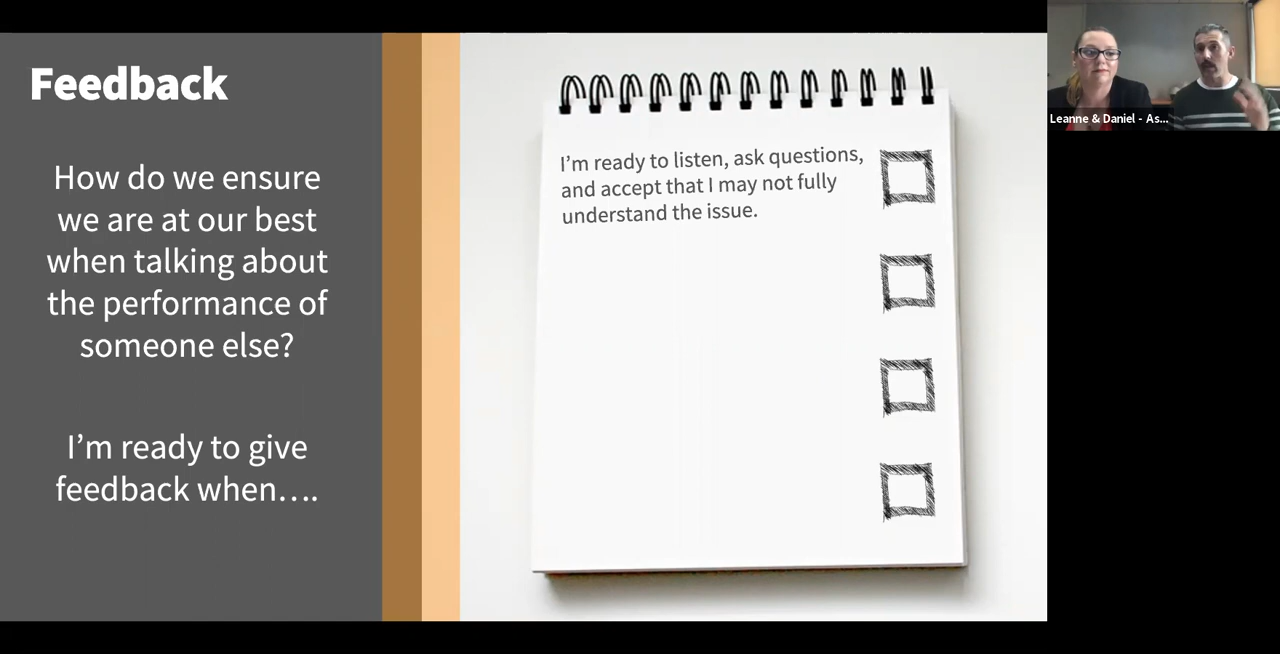 Feedback
How do we ensure
we are at our best
when talking about
the performance of
someone else?
I'm ready to give
feedback when….
I'm ready to listen, ask questions,
and accept that I may not fully
understand the issue.
Leanne & Daniel - As...